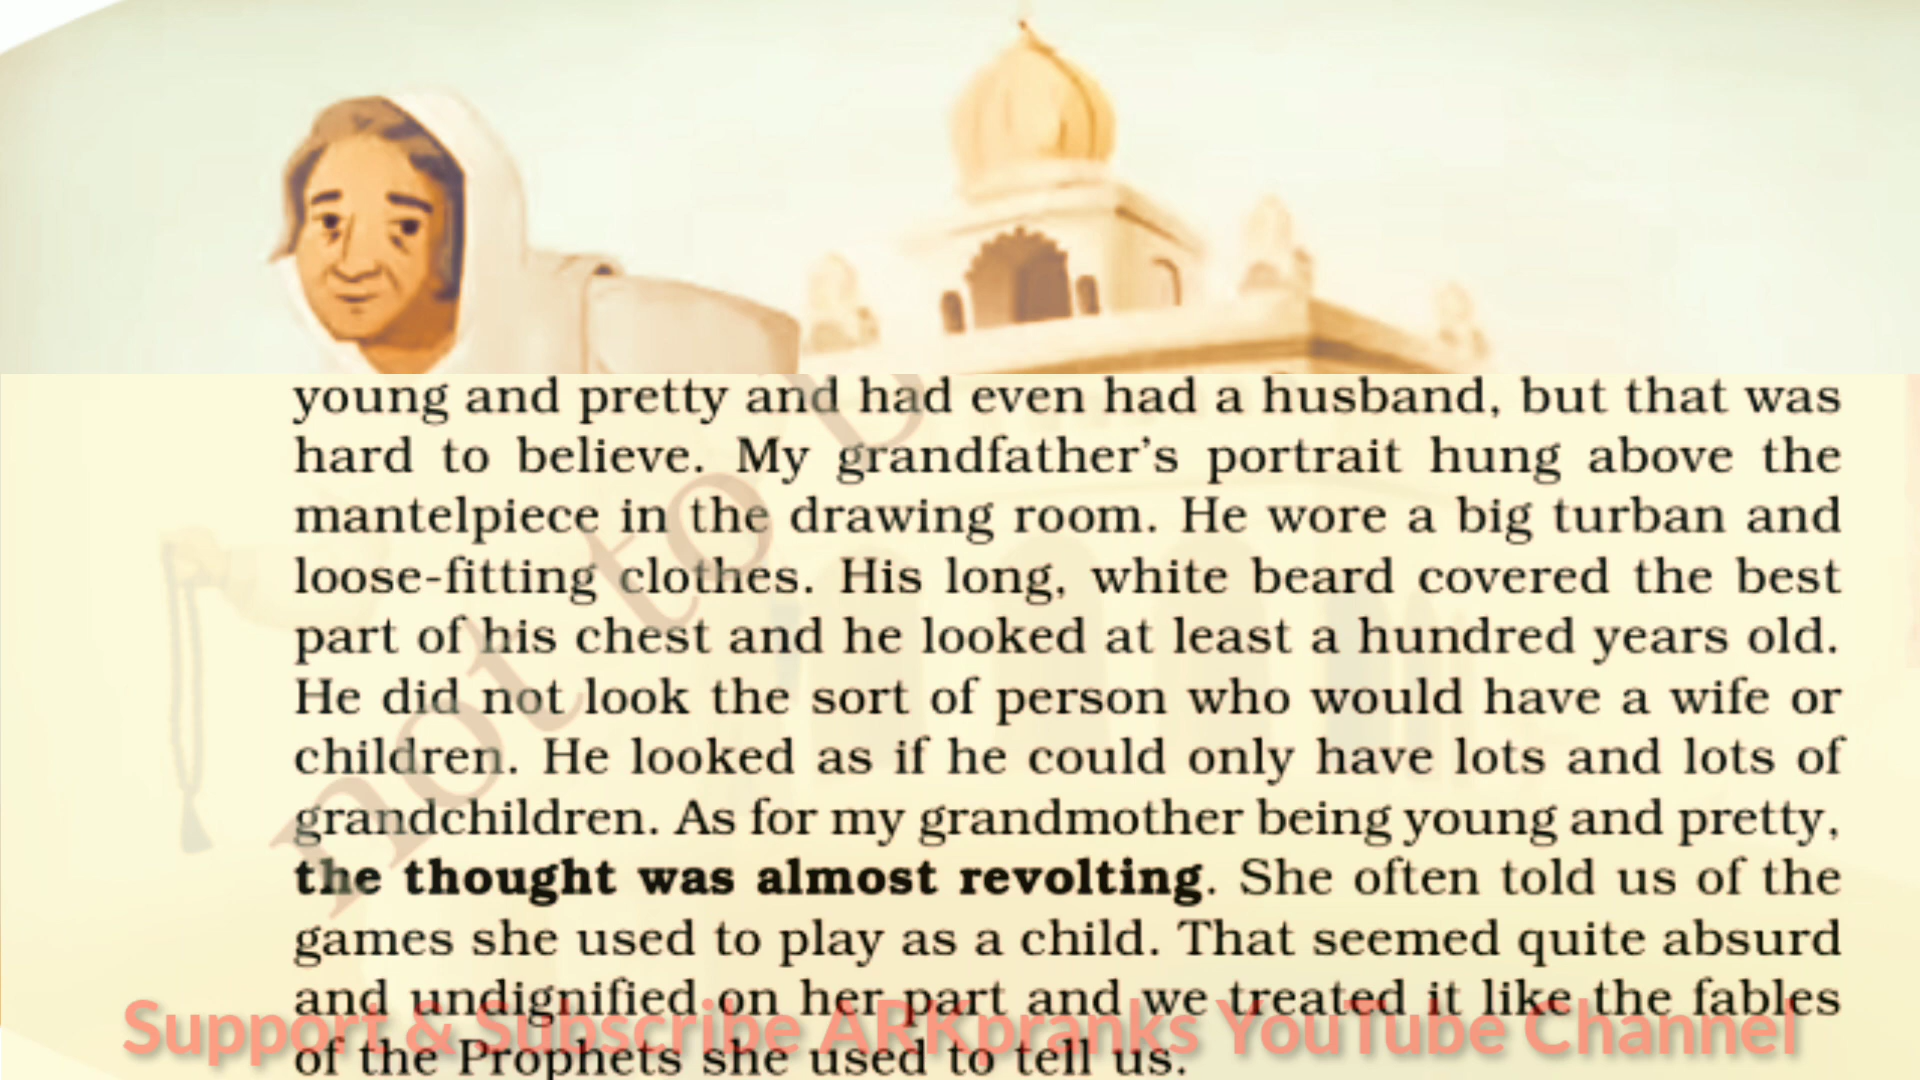 young and pretty and had even had a husband, but that was
hard to believe. My grandfather's portrait hung above the
mantelpiece in the drawing room. He wore a big turban and
loose-fitting clothes. His long, white beard covered the best
part of his chest and he looked at least a hundred years old.
He did not look the sort of person who would have a wife or
children. He looked as if he could only have lots and lots of
grandchildren. As for my grandmother being young and pretty,
the thought was almost revolting. She often told us of the
games she used to play as a child. That seemed quite absurd
and undignified on her part and we treated it like the fables
of the Prophets she used to tell us.
not to b
Support & Subscribe ARKpranks YouTube Channel